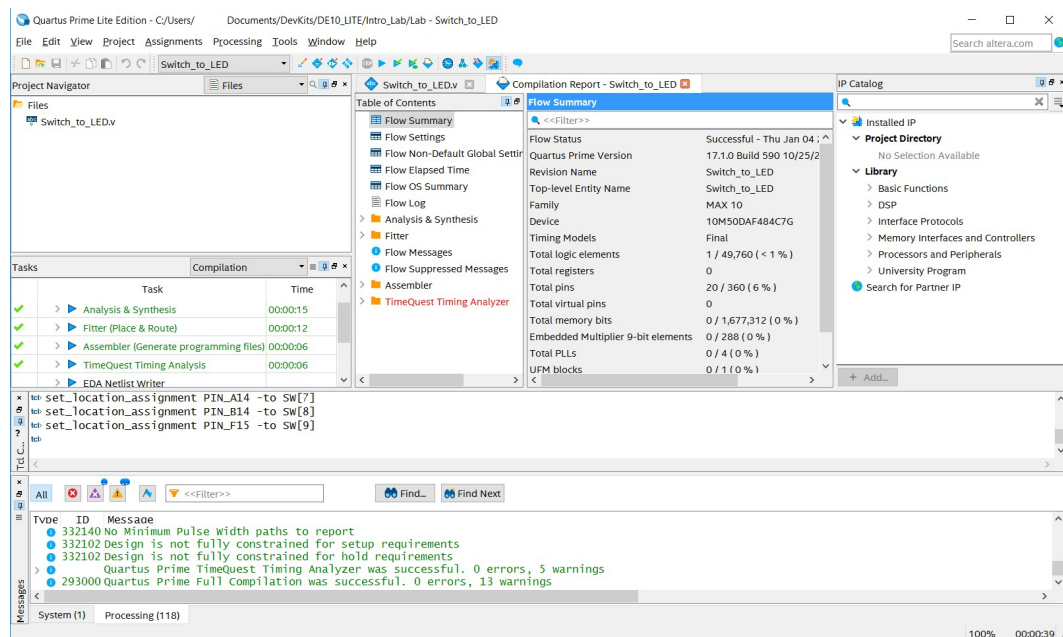 Quartus Prime Lite Edition - C:/Users/ Documents/DevKits/DE10_LITE/Intro_Lab/Lab - Switch_to_LED
File Edit View Project Assignments Processing Tools Window Help
Search altera.com
Switch_to_LED
Project Navigator
Files
Files
Switch_to_LED.v
Tasks
Compilation
Task Time
Analysis & Synthesis 00:00:15
Fitter (Place & Route) 00:00:12
Assembler (Generate programming files) 00:00:06
TimeQuest Timing Analysis 00:00:06
EDA Netlist Writer
Switch_to_LED.v
Compilation Report - Switch_to_LED
Table of Contents
Flow Summary
Flow Settings
Flow Non-Default Global Settir
Flow Elapsed Time
Flow OS Summary
Flow Log
Analysis & Synthesis
Fitter
Flow Messages
Flow Suppressed Messages
Assembler
TimeQuest Timing Analyzer
Flow Summary
<<Filter>>
Flow Status Successful - Thu Jan 04
Quartus Prime Version 17.1.0 Build 590 10/25/2
Revision Name Switch_to_LED
Top-level Entity Name Switch_to_LED
Family MAX 10
Device 10M50DAF484C7G
Timing Models Final
Total logic elements 1 / 49,760 ( < 1 % )
Total registers 0
Total pins 20 / 360 ( 6 % )
Total virtual pins 0
Total memory bits 0 / 1,677,312 ( 0 % )
Embedded Multiplier 9-bit elements 0 / 288 ( 0 % )
Total PLLs 0 / 4 ( 0 % )
UFM blocks 0 / 1 ( 0 % )
IP Catalog
Installed IP
Project Directory
No Selection Available
Library
Basic Functions
DSP
Interface Protocols
Memory Interfaces and Controllers
Processors and Peripherals
University Program
Search for Partner IP
+ Add...
Tcl C...
tcl> set_location_assignment PIN_A14 -to SW[7]
tcl> set_location_assignment PIN_B14 -to SW[8]
tcl> set_location_assignment PIN_F15 -to SW[9]
tcl>
All
<<Filter>>
Find...
Find Next
Type ID Message
332140 No Minimum Pulse Width paths to report
332102 Design is not fully constrained for setup requirements
332102 Design is not fully constrained for hold requirements
Quartus Prime TimeQuest Timing Analyzer was successful. 0 errors, 5 warnings
293000 Quartus Prime Full Compilation was successful. 0 errors, 13 warnings
Messages
System (1) Processing (118)
100% 00:00:39